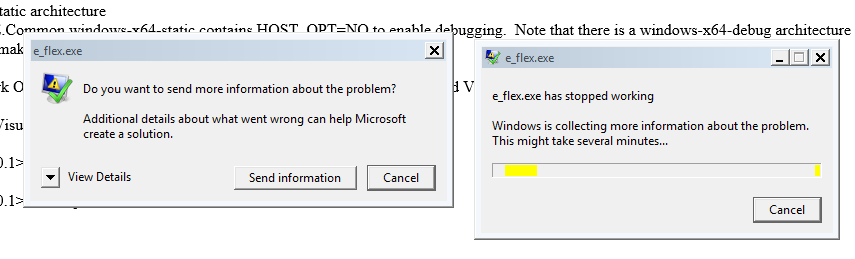 tatic architecture
.Common.windows-x64-static contains HOST_OPT=NO to enable debugging. Note that there is a windows-x64-debug architecture
mak
e_flex.exe
Do you want to send more information about the problem?
Additional details about what went wrong can help Microsoft
create a solution.
View Details
Send information
Cancel
e_flex.exe
e_flex.exe has stopped working
Windows is collecting more information about the problem.
This might take several minutes...
Cancel
rk O
d V
Visu
0.1>
0.1>